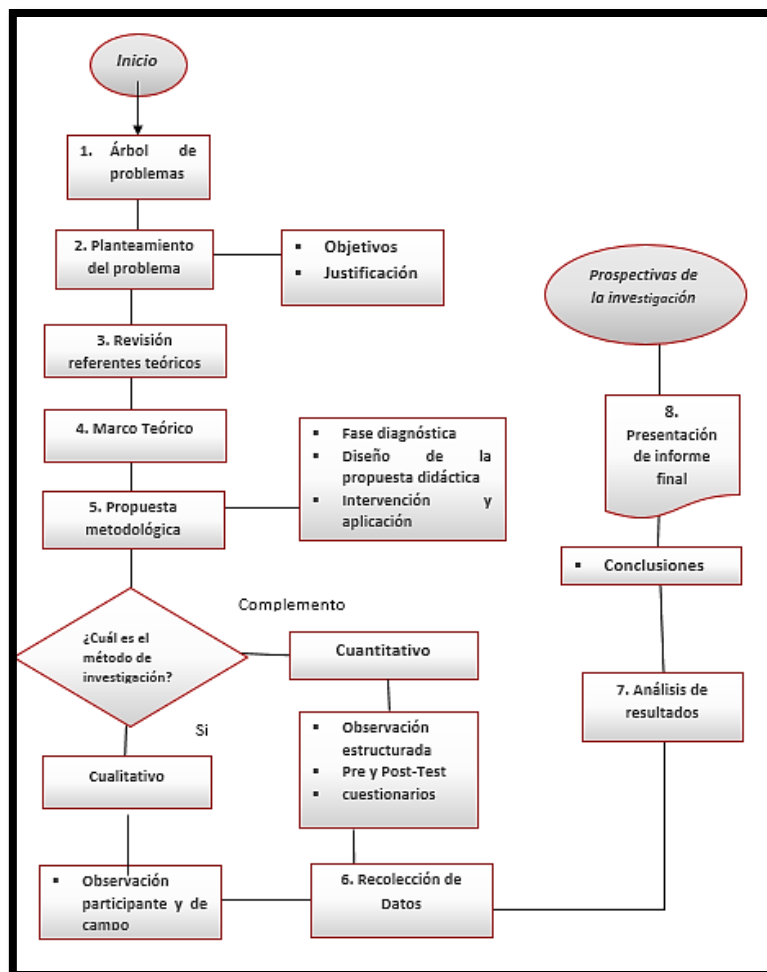 Inicio
1. Árbol de
problemas
2. Planteamiento
del problema
▪ Objetivos
▪ Justificación
3. Revisión
referentes teóricos
4. Marco Teórico
▪ Fase diagnóstica
▪ Diseño de la
propuesta didáctica
▪ Intervención y
aplicación
5. Propuesta
metodológica
¿Cuál es el
método de
investigación?
Complemento
Cuantitativo
Si
▪ Observación
estructurada
▪ Pre y Post-Test
▪ cuestionarios
Cualitativo
▪ Observación
participante y de
campo
6. Recolección de
Datos
7. Análisis de
resultados
▪ Conclusiones
8.
Presentación
de informe
final
Prospectivas de
la investigación